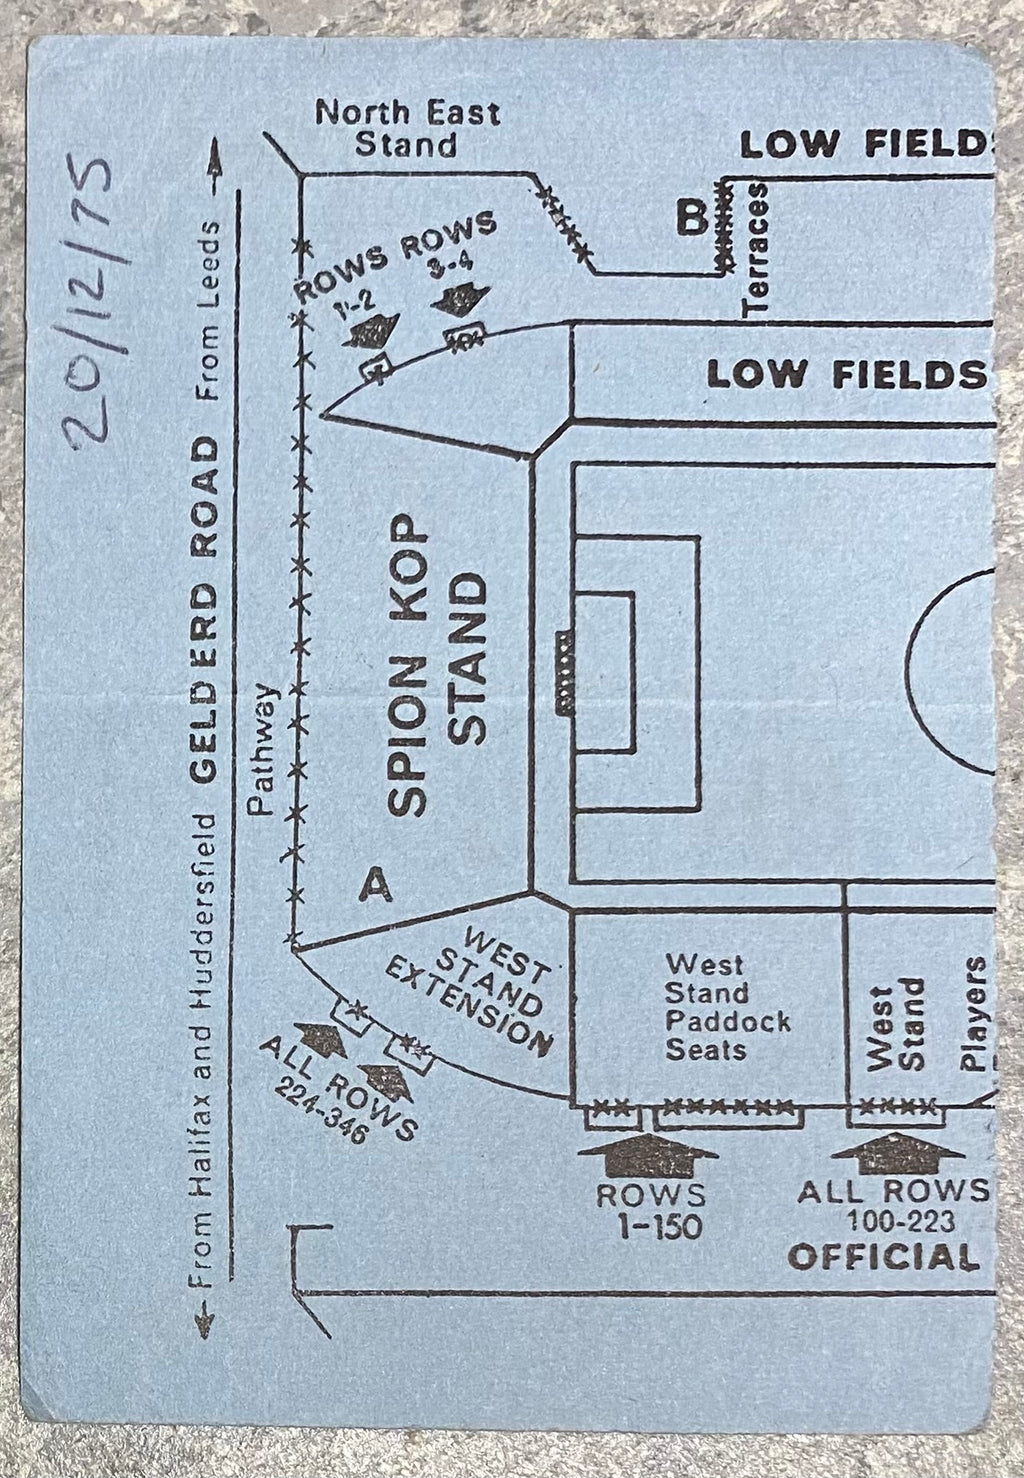 North East
Stand
LOW FIELDS
20/12/75
← From Halifax and Huddersfield GELDERD ROAD From Leeds →
B
Terraces
ROWS
1-2
ROWS
3-4
LOW FIELDS
SPION KOP
STAND
Pathway
A
WEST
STAND
EXTENSION
West
Stand
Paddock
Seats
West
Stand
Players
ALL ROWS
224-346
ROWS
1-150
ALL ROWS
100-223
OFFICIAL